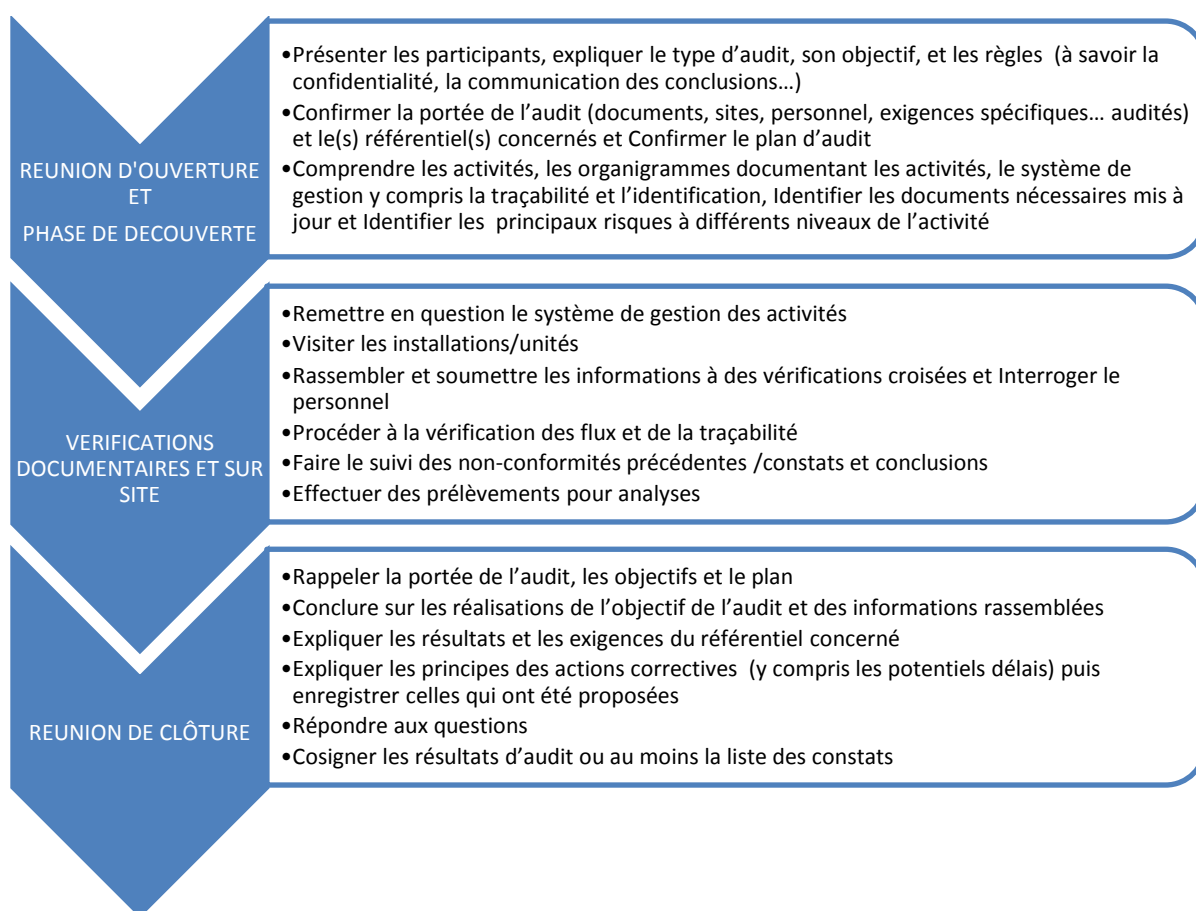 REUNION D'OUVERTURE
ET
PHASE DE DECOUVERTE
•Présenter les participants, expliquer le type d’audit, son objectif, et les règles (à savoir la
confidentialité, la communication des conclusions…)
•Confirmer la portée de l’audit (documents, sites, personnel, exigences spécifiques… audités)
et le(s) référentiel(s) concernés et Confirmer le plan d’audit
•Comprendre les activités, les organigrammes documentant les activités, le système de
gestion y compris la traçabilité et l’identification, Identifier les documents nécessaires mis à
jour et Identifier les principaux risques à différents niveaux de l’activité
VERIFICATIONS
DOCUMENTAIRES ET SUR
SITE
•Remettre en question le système de gestion des activités
•Visiter les installations/unités
•Rassembler et soumettre les informations à des vérifications croisées et Interroger le
personnel
•Procéder à la vérification des flux et de la traçabilité
•Faire le suivi des non-conformités précédentes /constats et conclusions
•Effectuer des prélèvements pour analyses
REUNION DE CLÔTURE
•Rappeler la portée de l’audit, les objectifs et le plan
•Conclure sur les réalisations de l’objectif de l’audit et des informations rassemblées
•Expliquer les résultats et les exigences du référentiel concerné
•Expliquer les principes des actions correctives (y compris les potentiels délais) puis
enregistrer celles qui ont été proposées
•Répondre aux questions
•Cosigner les résultats d’audit ou au moins la liste des constats